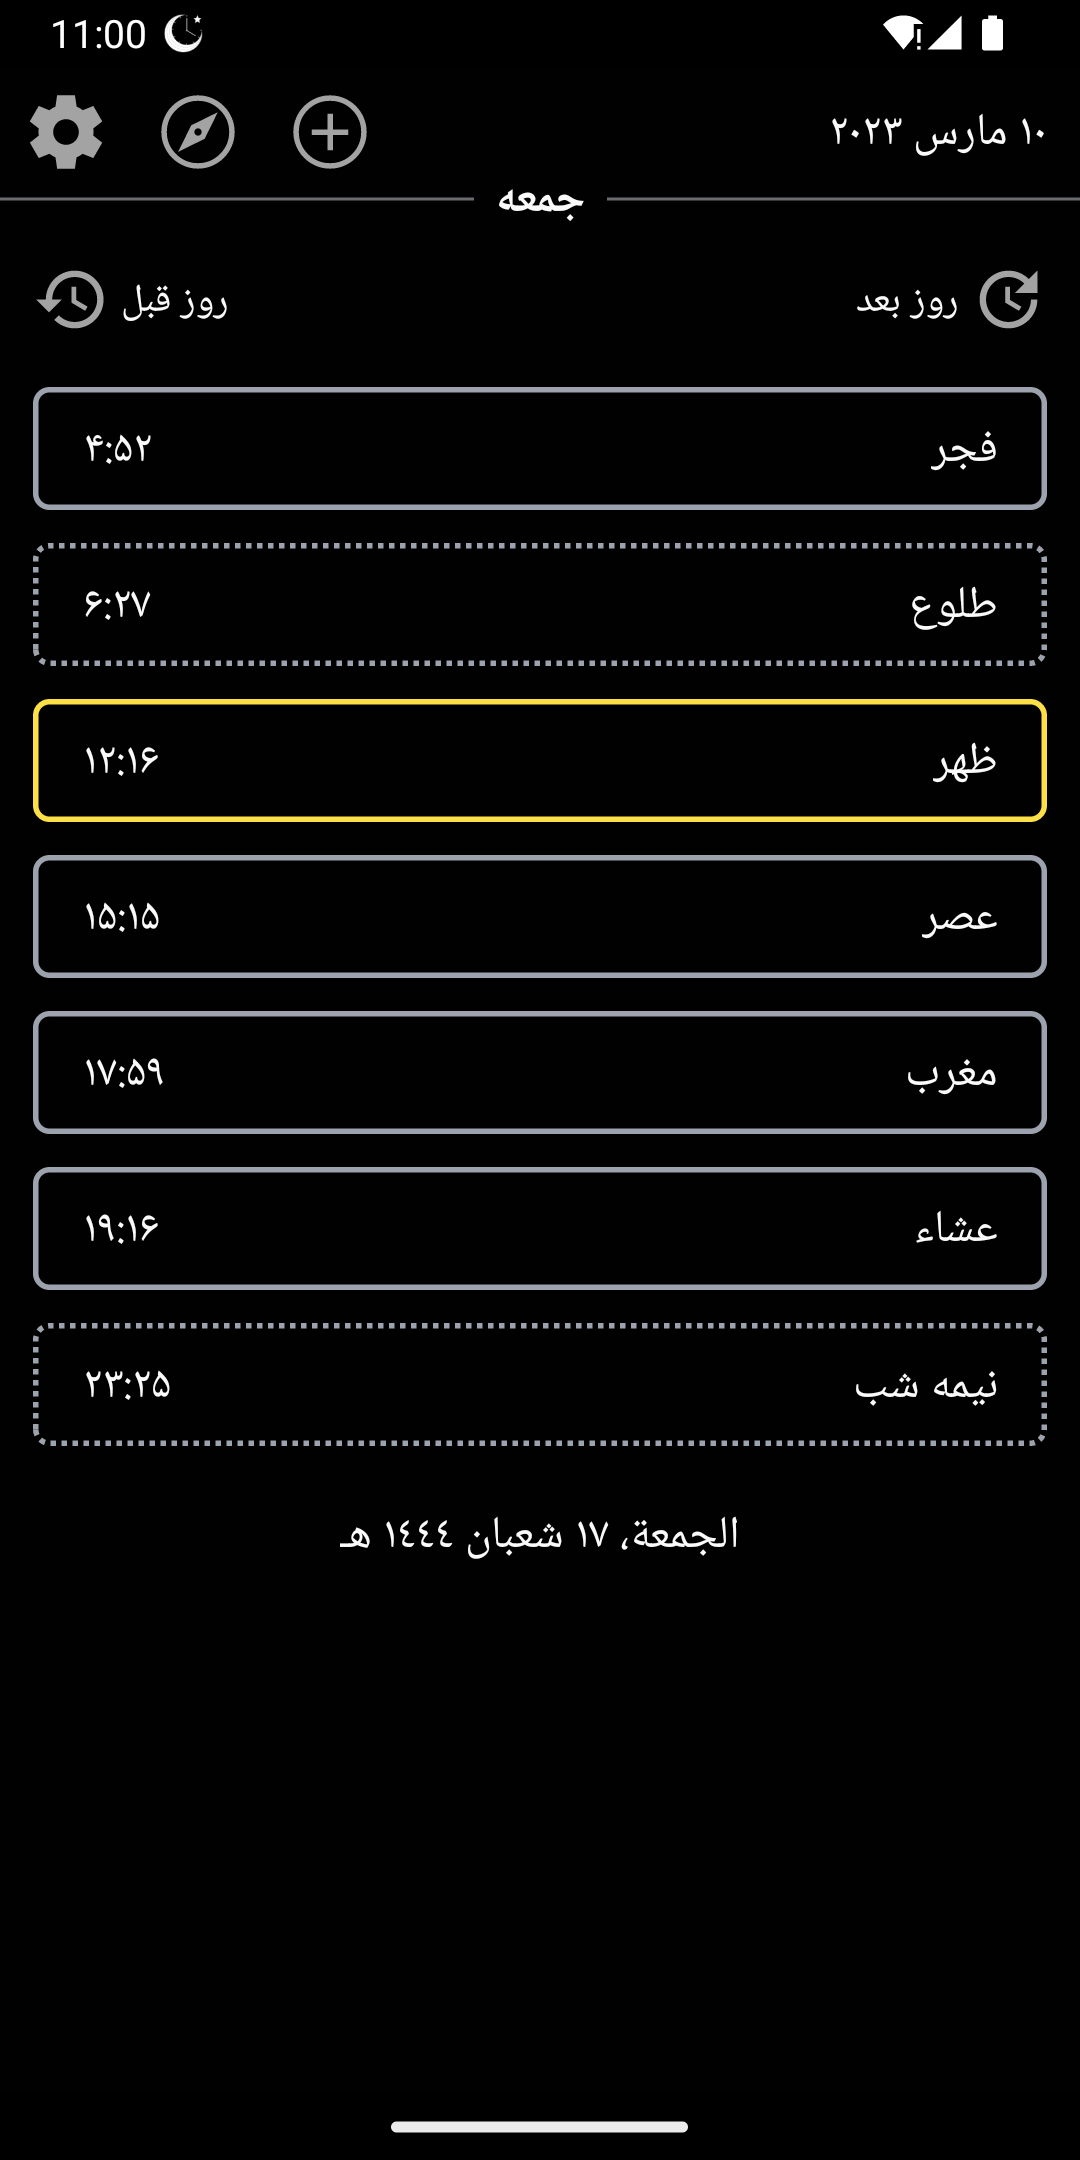 11:00
۱۰ مارس ۲۰۲۳
جمعه
روز بعد
روز قبل
فجر ۴:۵۲
طلوع ۶:۲۷
ظهر ۱۲:۱۶
عصر ۱۵:۱۵
مغرب ۱۷:۵۹
عشاء ۱۹:۱۶
نیمه شب ۲۳:۲۵
الجمعة، ١٧ شعبان ١٤٤٤ هـ